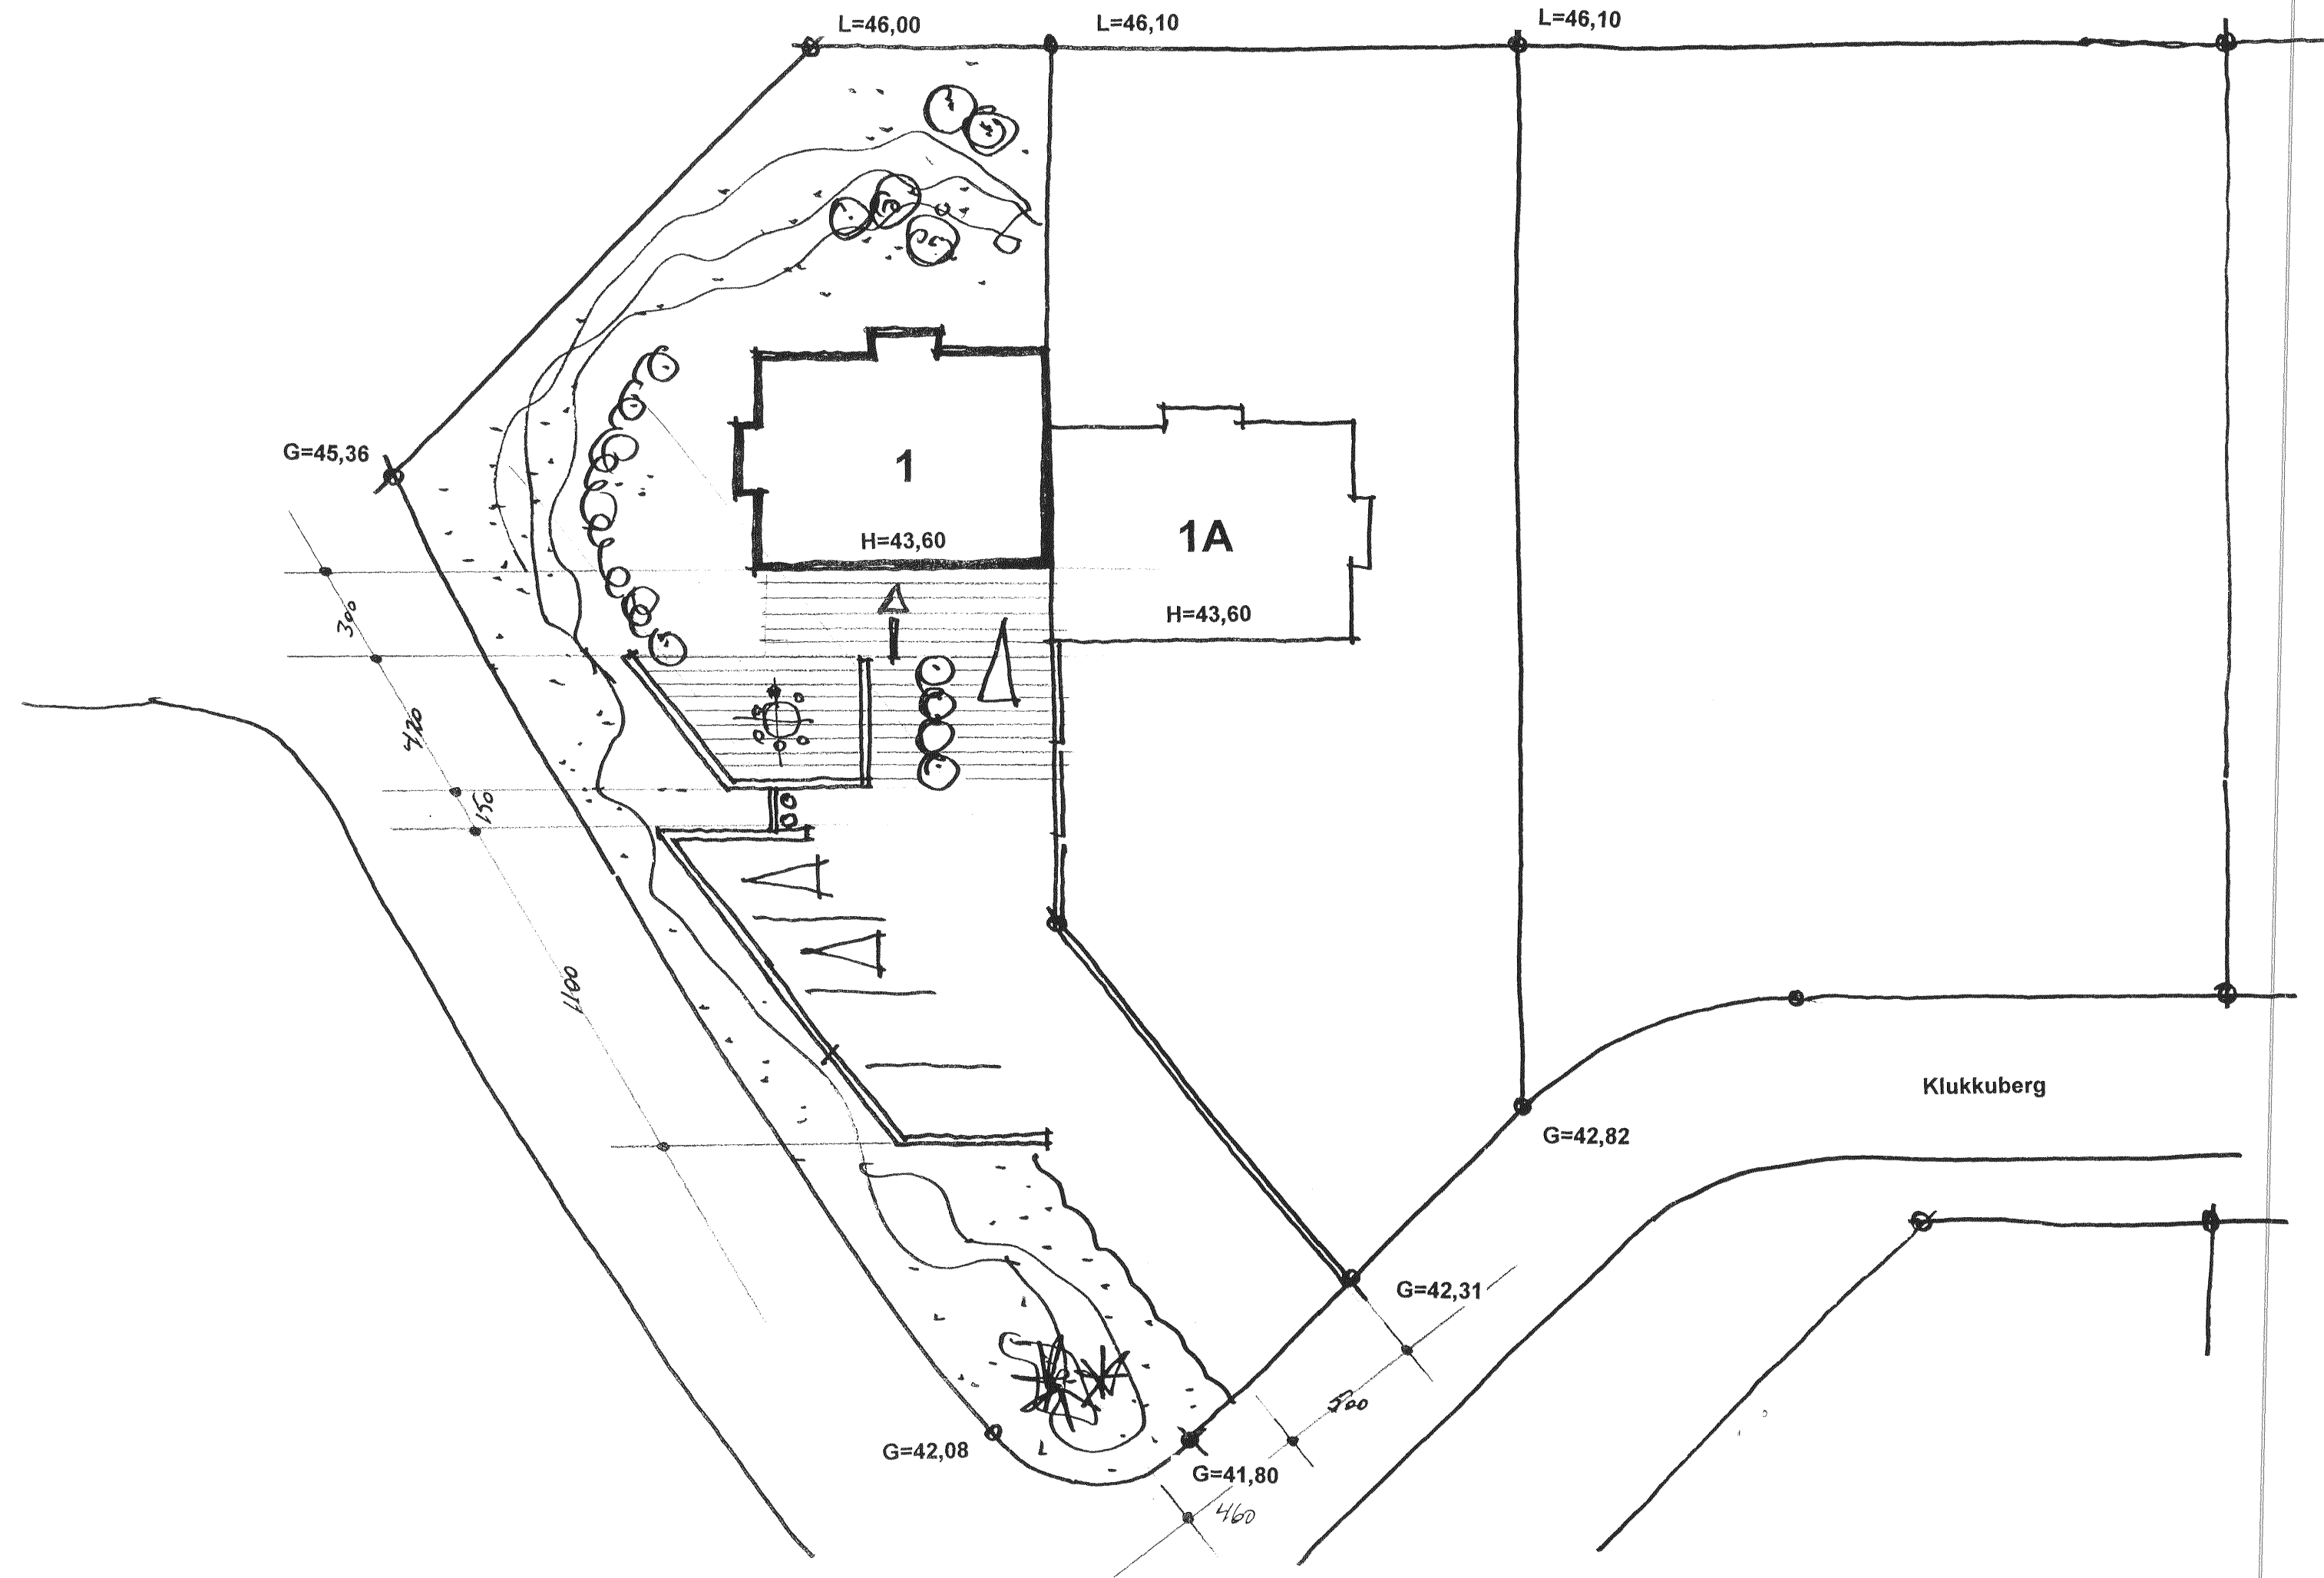 L=46,00
L=46,10
L=46,10
G=45,36
1
H=43,60
1A
H=43,60
300
420
150
1100
Klukkuberg
G=42,82
G=42,31
500
G=42,08
G=41,80
460